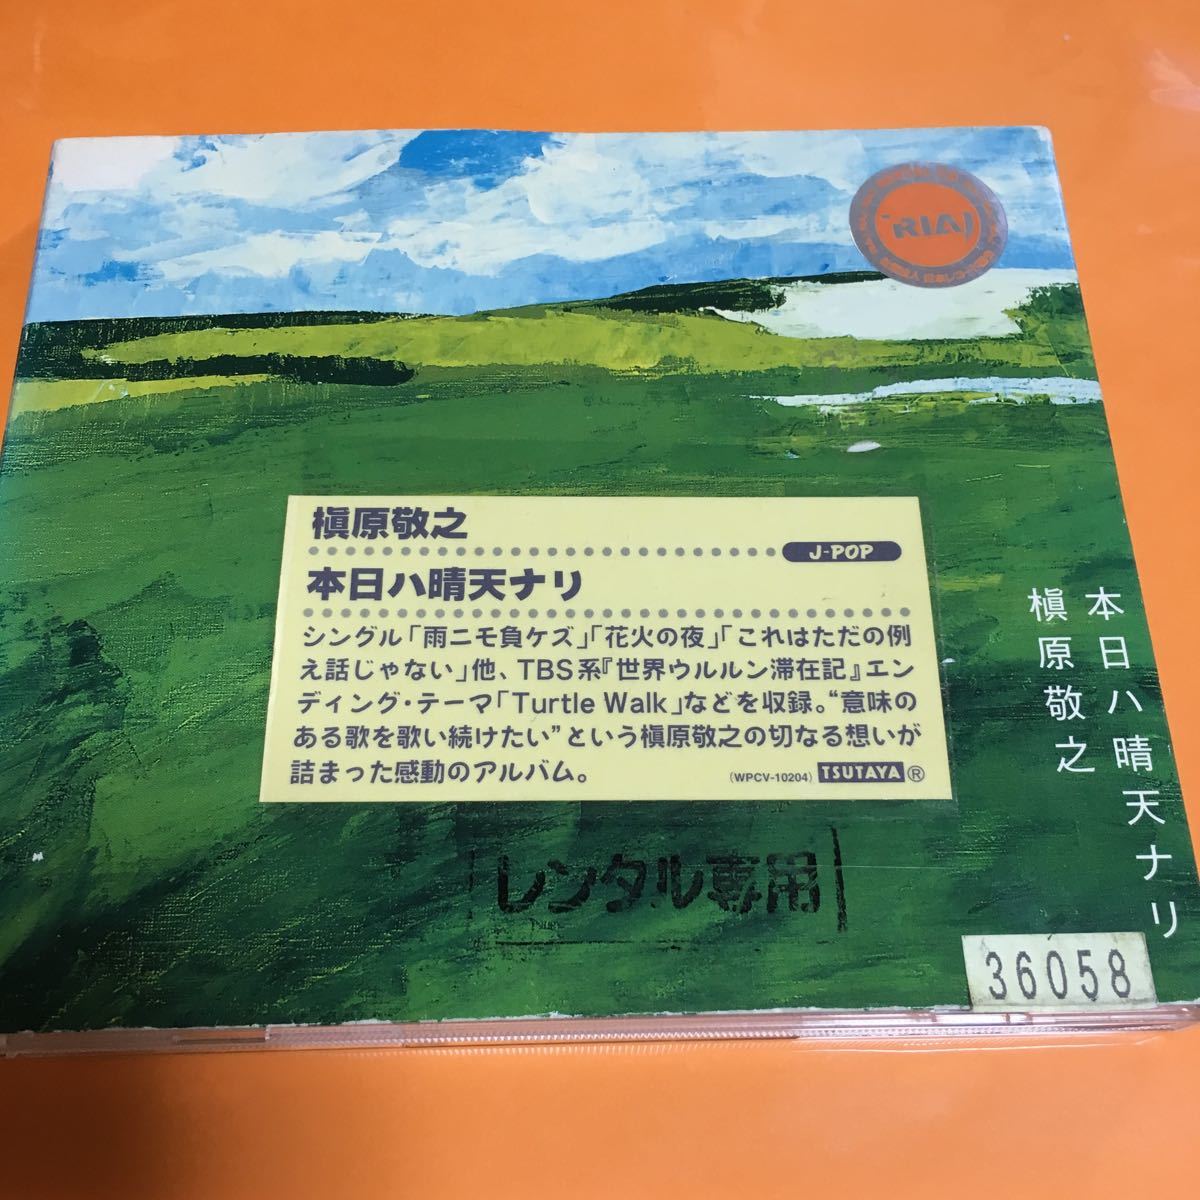 RIAJ
槇原敬之
J-POP
本日ハ晴天ナリ
シングル「雨ニモ負ケズ」「花火の夜」「これはただの例
え話じゃない」他、TBS系『世界ウルルン滞在記』エン
ディング・テーマ「Turtle Walk」などを収録。“意味の
ある歌を歌い続けたい”という槇原敬之の切なる想いが
詰まった感動のアルバム。
(WPCV-10204) TSUTAYA ®
本日ハ晴天ナリ
槇原敬之
レンタル専用
36058